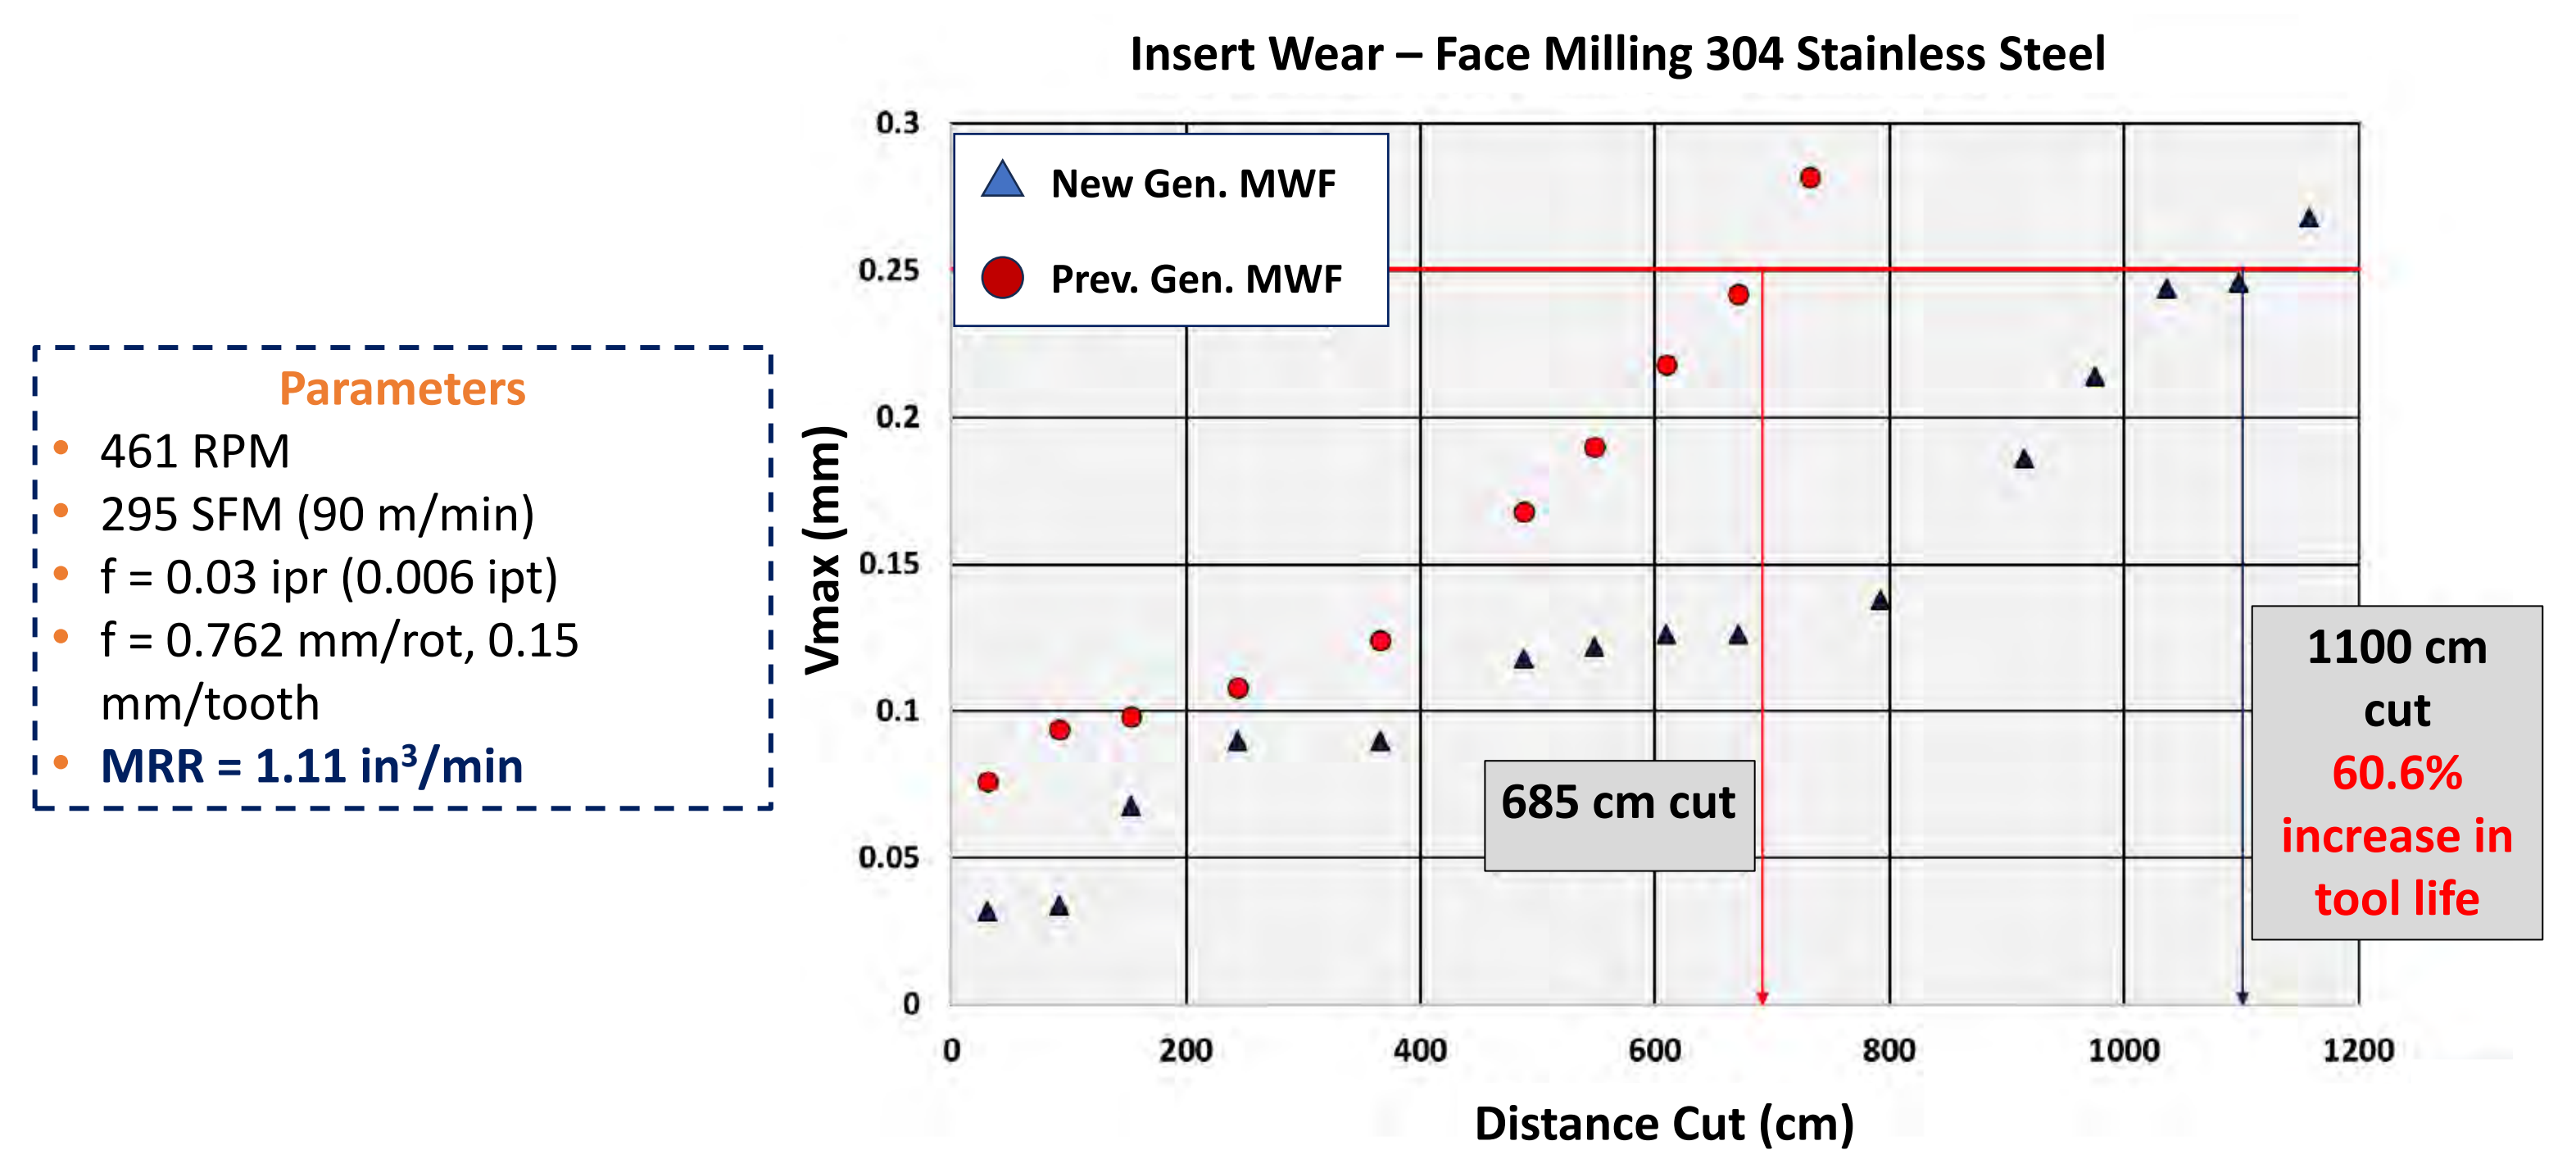 Insert Wear – Face Milling 304 Stainless Steel
Parameters
• 461 RPM
• 295 SFM (90 m/min)
• f = 0.03 ipr (0.006 ipt)
• f = 0.762 mm/rot, 0.15
mm/tooth
• MRR = 1.11 in³/min
Vmax (mm)
0.3
0.25
0.2
0.15
0.1
0.05
0
New Gen. MWF
Prev. Gen. MWF
685 cm cut
1100 cm
cut
60.6%
increase in
tool life
0 200 400 600 800 1000 1200
Distance Cut (cm)